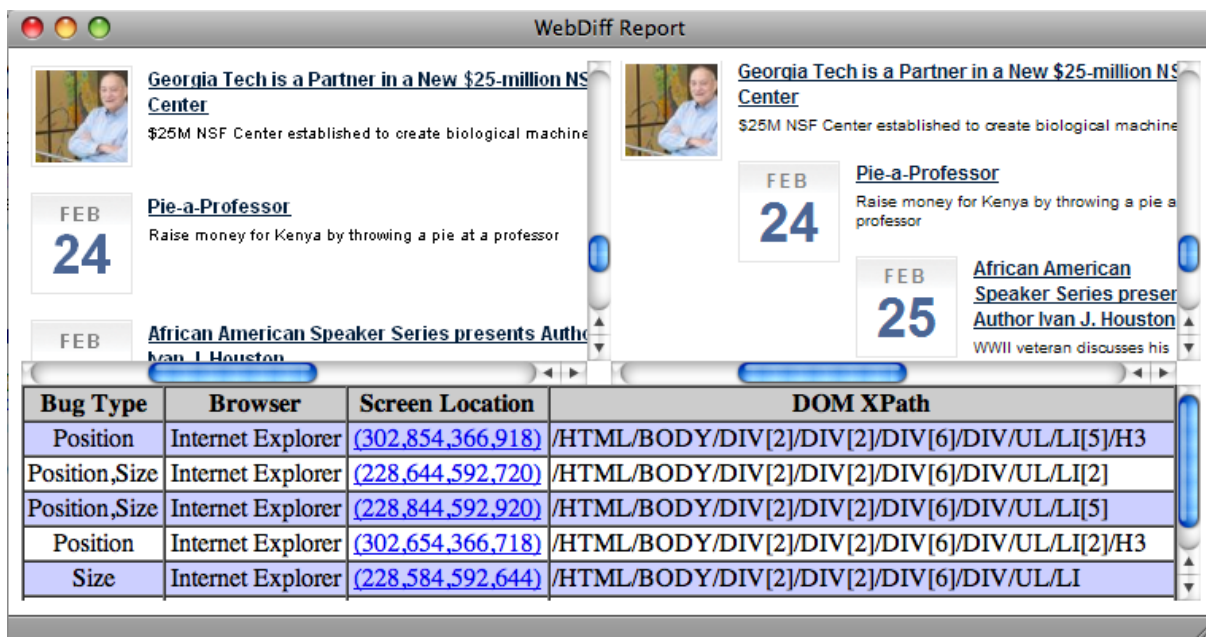 WebDiff Report
Georgia Tech is a Partner in a New $25-million NS
Center
$25M NSF Center established to create biological machine
FEB
24
Pie-a-Professor
Raise money for Kenya by throwing a pie at a professor
FEB
African American Speaker Series presents Autho
Ivan J. Houston
Georgia Tech is a Partner in a New $25-million NS
Center
$25M NSF Center established to create biological machine
FEB
24
Pie-a-Professor
Raise money for Kenya by throwing a pie a
professor
FEB
25
African American
Speaker Series presen
Author Ivan J. Houston
WWII veteran discusses his
Bug Type Browser Screen Location DOM XPath
Position Internet Explorer (302,854,366,918) /HTML/BODY/DIV[2]/DIV[2]/DIV[6]/DIV/UL/LI[5]/H3
Position,Size Internet Explorer (228,644,592,720) /HTML/BODY/DIV[2]/DIV[2]/DIV[6]/DIV/UL/LI[2]
Position,Size Internet Explorer (228,844,592,920) /HTML/BODY/DIV[2]/DIV[2]/DIV[6]/DIV/UL/LI[5]
Position Internet Explorer (302,654,366,718) /HTML/BODY/DIV[2]/DIV[2]/DIV[6]/DIV/UL/LI[2]/H3
Size Internet Explorer (228,584,592,644) /HTML/BODY/DIV[2]/DIV[2]/DIV[6]/DIV/UL/LI